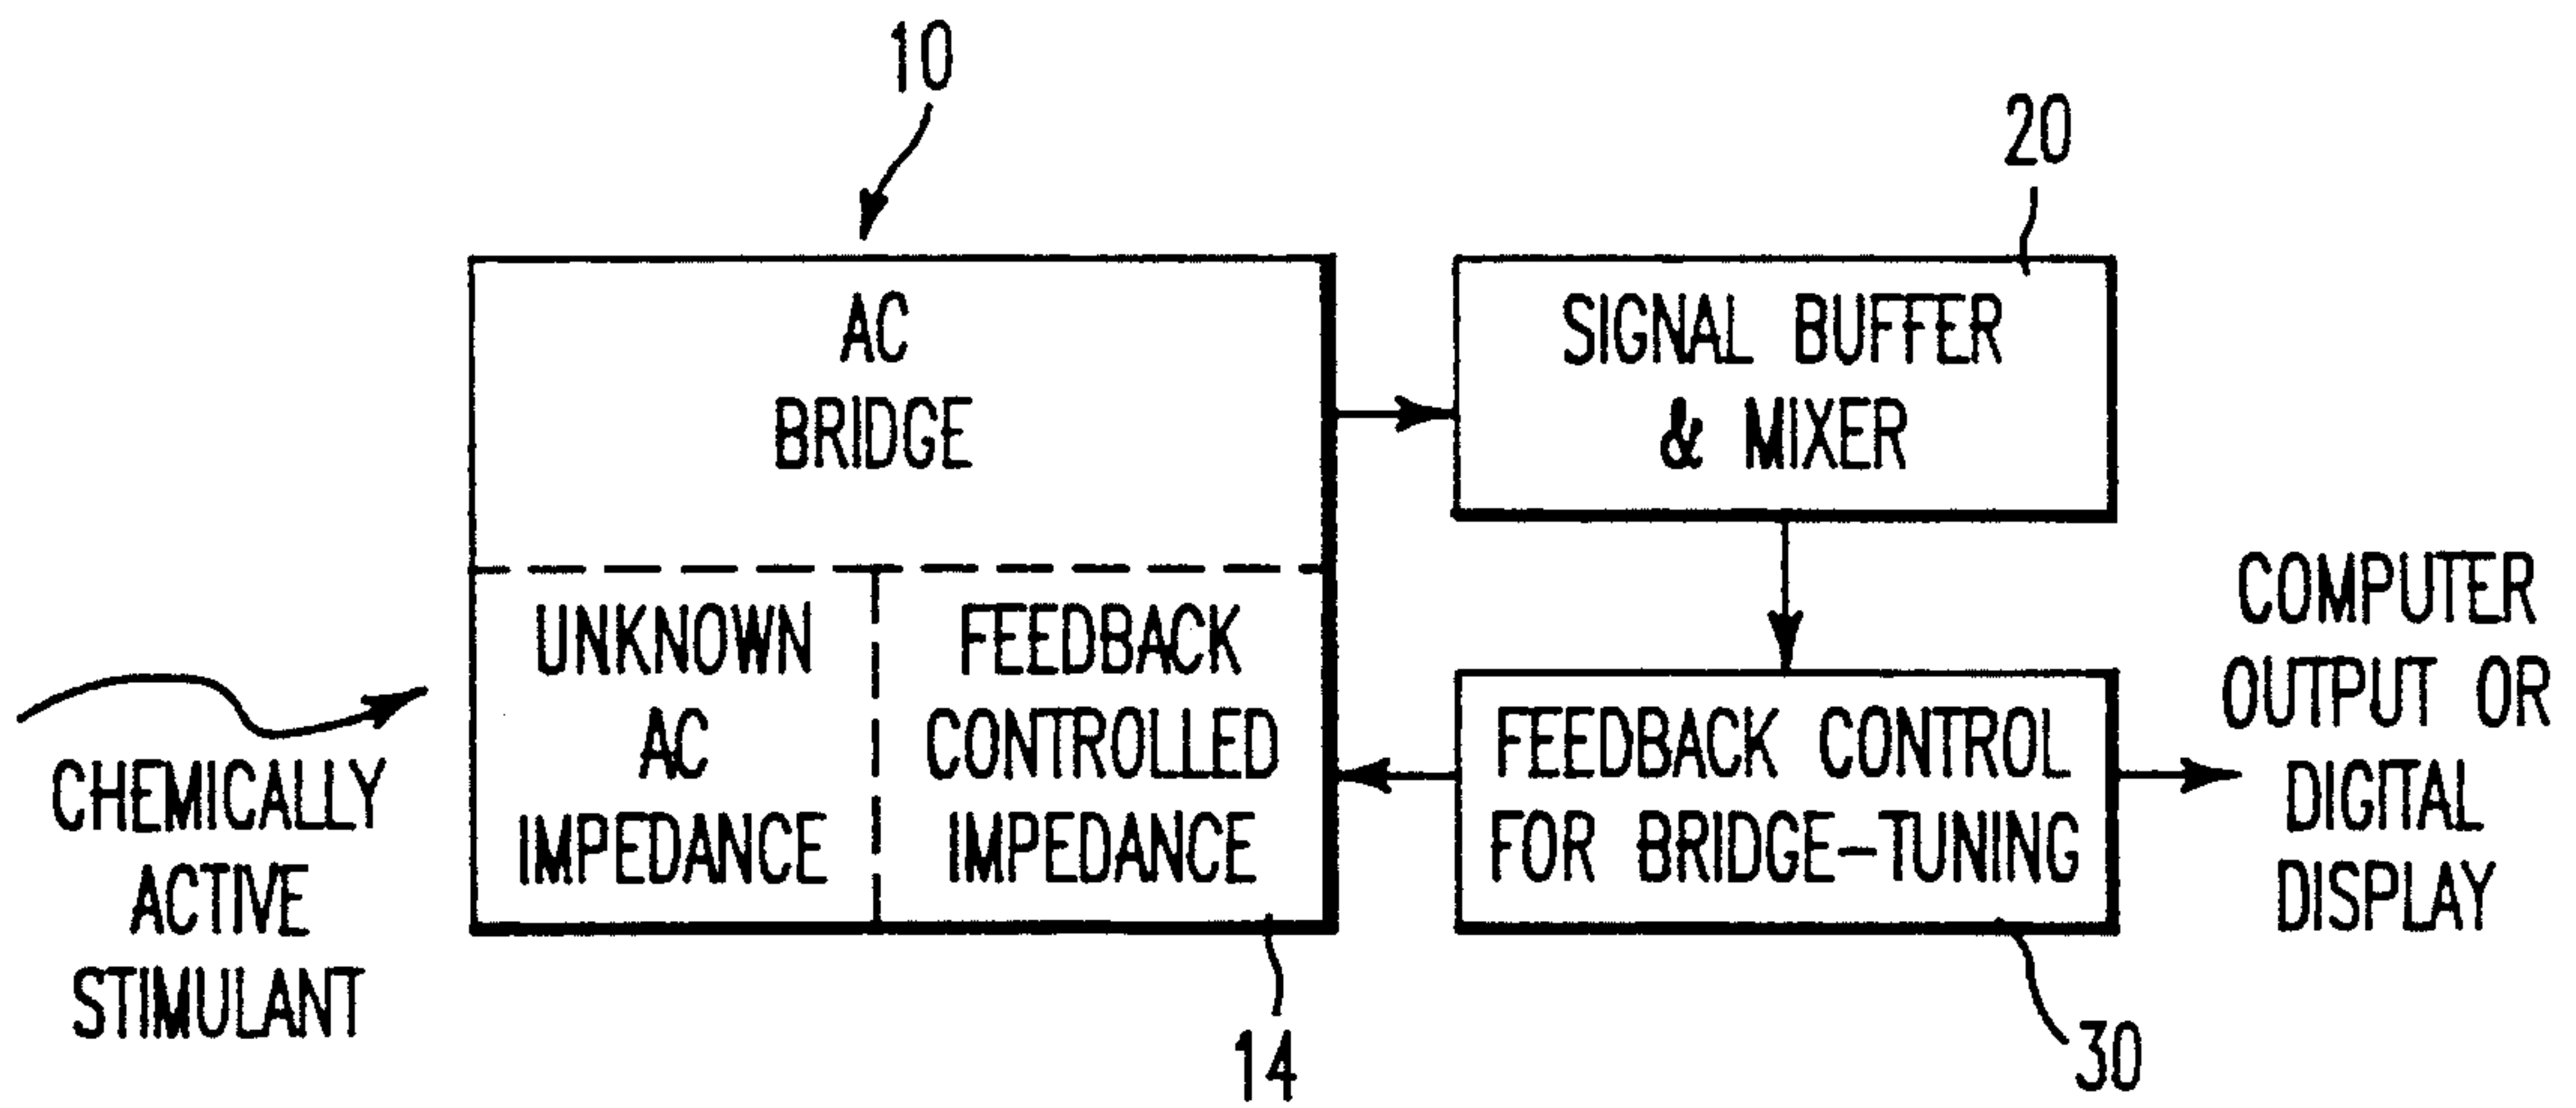 10
20
AC
BRIDGE
SIGNAL BUFFER
& MIXER
UNKNOWN
AC
IMPEDANCE
FEEDBACK
CONTROLLED
IMPEDANCE
FEEDBACK CONTROL
FOR BRIDGE-TUNING
COMPUTER
OUTPUT OR
DIGITAL
DISPLAY
CHEMICALLY
ACTIVE
STIMULANT
14
30